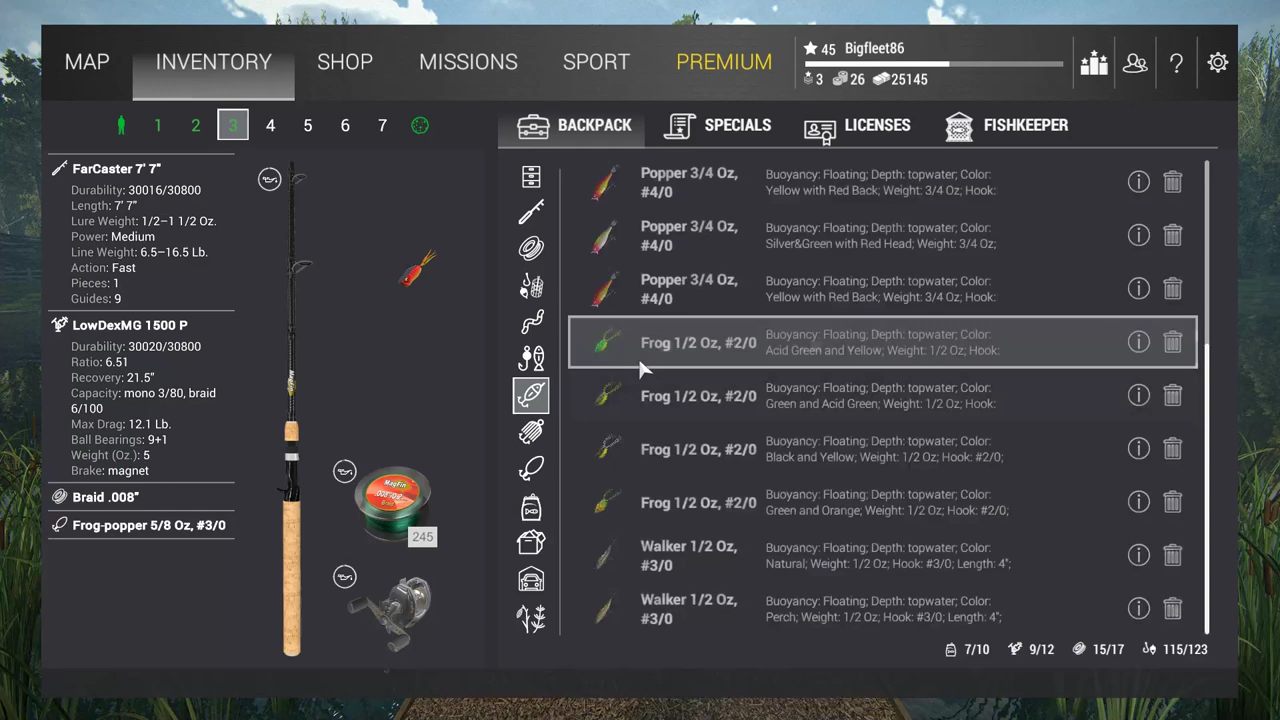 MAP
INVENTORY
SHOP
MISSIONS
SPORT
PREMIUM
45 Bigfleet86
3 26 25145
?
1 2 3 4 5 6 7
BACKPACK
SPECIALS
LICENSES
FISHKEEPER
FarCaster 7' 7"
Durability: 30016/30800
Length: 7' 7"
Lure Weight: 1/2–1 1/2 Oz.
Power: Medium
Line Weight: 6.5–16.5 Lb.
Action: Fast
Pieces: 1
Guides: 9
LowDexMG 1500 P
Durability: 30020/30800
Ratio: 6.51
Recovery: 21.5"
Capacity: mono 3/80, braid
6/100
Max Drag: 12.1 Lb.
Ball Bearings: 9+1
Weight (Oz.): 5
Brake: magnet
Braid .008"
Frog-popper 5/8 Oz, #3/0
MagFin
245
Popper 3/4 Oz,
#4/0
Buoyancy: Floating; Depth: topwater; Color:
Yellow with Red Back; Weight: 3/4 Oz;
Popper 3/4 Oz,
#4/0
Buoyancy: Floating; Depth: topwater; Color:
Silver&Green with Red Head; Weight: 3/4 Oz;
Popper 3/4 Oz,
#4/0
Buoyancy: Floating; Depth: topwater; Color:
Yellow with Red Back; Weight: 3/4 Oz; Hook:
Frog 1/2 Oz, #2/0
Buoyancy: Floating; Depth: topwater; Color:
Acid Green and Yellow; Weight: 1/2 Oz; Hook:
Frog 1/2 Oz, #2/0
Buoyancy: Floating; Depth: topwater; Color:
Green and Acid Green; Weight: 1/2 Oz; Hook:
Frog 1/2 Oz, #2/0
Buoyancy: Floating; Depth: topwater; Color:
Black and Yellow; Weight: 1/2 Oz; Hook: #2/0;
Frog 1/2 Oz, #2/0
Buoyancy: Floating; Depth: topwater; Color:
Green and Orange; Weight: 1/2 Oz; Hook: #2/0;
Walker 1/2 Oz,
#3/0
Buoyancy: Floating; Depth: topwater; Color:
Natural; Weight: 1/2 Oz; Hook: #3/0; Length: 4";
Walker 1/2 Oz,
#3/0
Buoyancy: Floating; Depth: topwater; Color:
Perch; Weight: 1/2 Oz; Hook: #3/0; Length: 4";
7/10 9/12 15/17 115/123